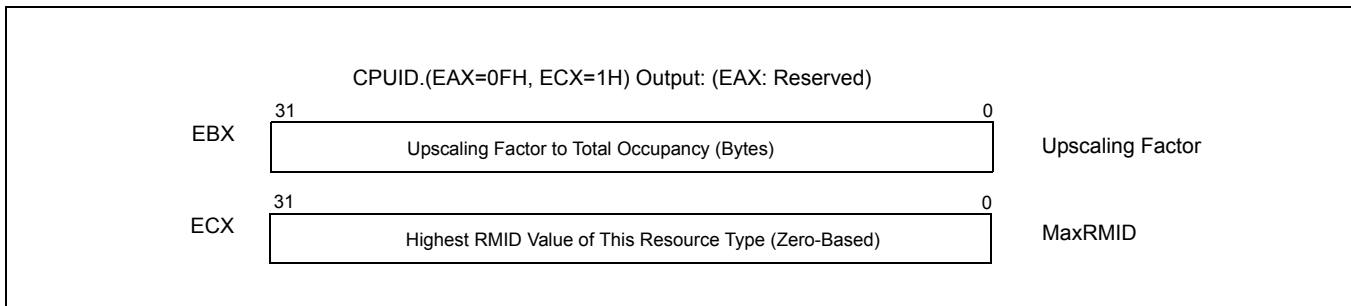 CPUID.(EAX=0FH, ECX=1H) Output: (EAX: Reserved)
31 0
EBX Upscaling Factor to Total Occupancy (Bytes) Upscaling Factor
31 0
ECX Highest RMID Value of This Resource Type (Zero-Based) MaxRMID